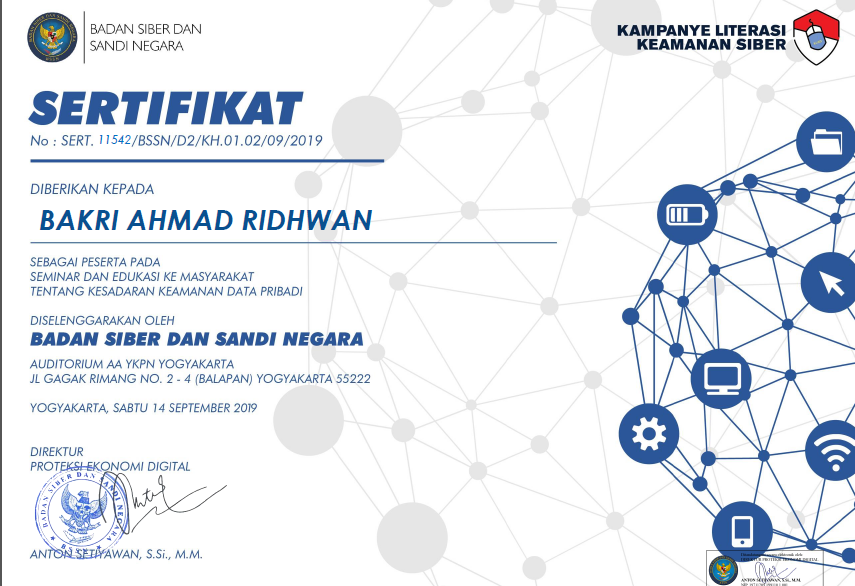 BADAN SIBER DAN
SANDI NEGARA
KAMPANYE LITERASI
KEAMANAN SIBER
SERTIFIKAT
No : SERT. 11542/BSSN/D2/KH.01.02/09/2019
DIBERIKAN KEPADA
BAKRI AHMAD RIDHWAN
SEBAGAI PESERTA PADA
SEMINAR DAN EDUKASI KE MASYARAKAT
TENTANG KESADARAN KEAMANAN DATA PRIBADI
DISELENGGARAKAN OLEH
BADAN SIBER DAN SANDI NEGARA
AUDITORIUM AA YKPN YOGYAKARTA
JL GAGAK RIMANG NO. 2 - 4 (BALAPAN) YOGYAKARTA 55222
YOGYAKARTA, SABTU 14 SEPTEMBER 2019
DIREKTUR
PROTEKSI EKONOMI DIGITAL
BADAN SIBER DAN SANDI NEGARA
ANTON SETIYAWAN, S.Si., M.M.
DIREKTUR PROTEKSI EKONOMI DIGITAL
ANTON SETIYAWAN, S.Si., M.M.